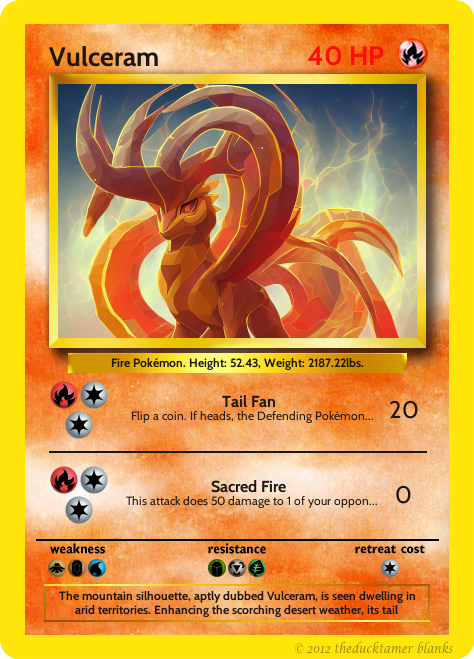 Vulceram 40 HP
Fire Pokémon. Height: 52.43, Weight: 2187.22lbs.
Tail Fan
Flip a coin. If heads, the Defending Pokémon... 20
Sacred Fire
This attack does 50 damage to 1 of your oppon... 0
weakness resistance retreat cost
The mountain silhouette, aptly dubbed Vulceram, is seen dwelling in
arid territories. Enhancing the scorching desert weather, its tail
© 2012 theducktamer blanks